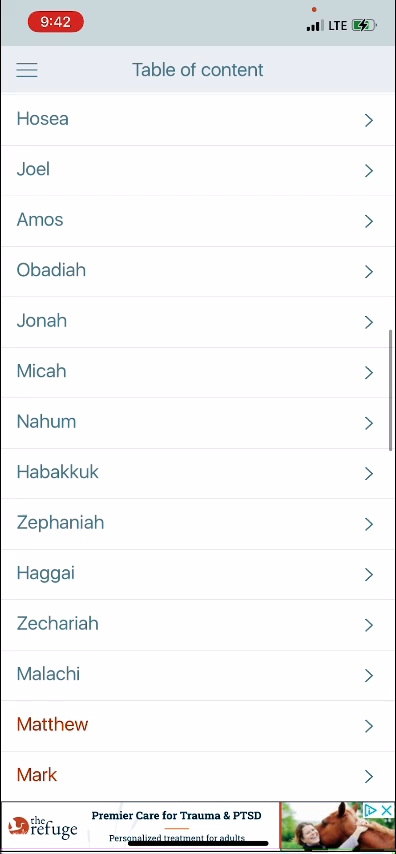 9:42
LTE
Table of content
Hosea
Joel
Amos
Obadiah
Jonah
Micah
Nahum
Habakkuk
Zephaniah
Haggai
Zechariah
Malachi
Matthew
Mark
the refuge
Premier Care for Trauma & PTSD
Personalized treatment for adults